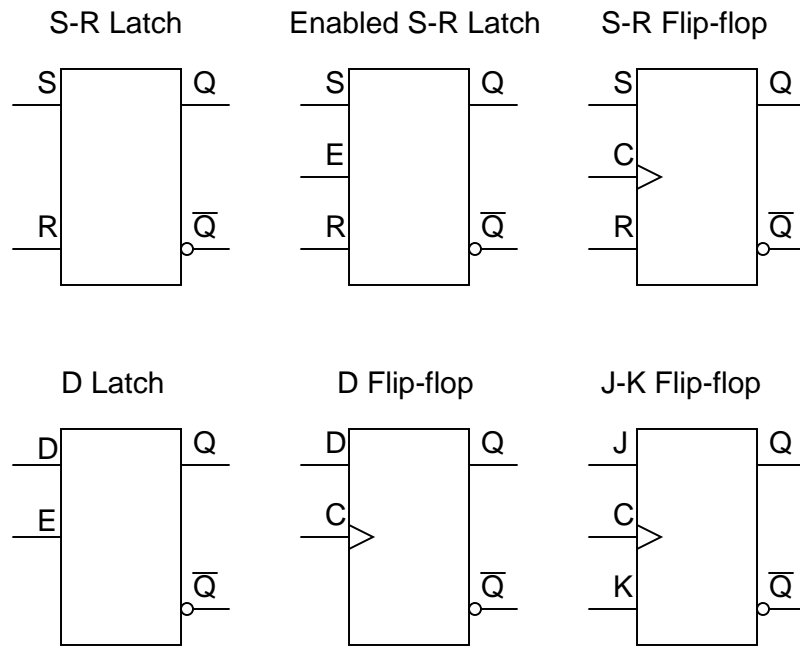 S-R Latch
Enabled S-R Latch
S-R Flip-flop
S Q
R Q̅
S Q
E
R Q̅
S Q
C
R Q̅
D Latch
D Flip-flop
J-K Flip-flop
D Q
E
Q̅
D Q
C
Q̅
J Q
C
K Q̅